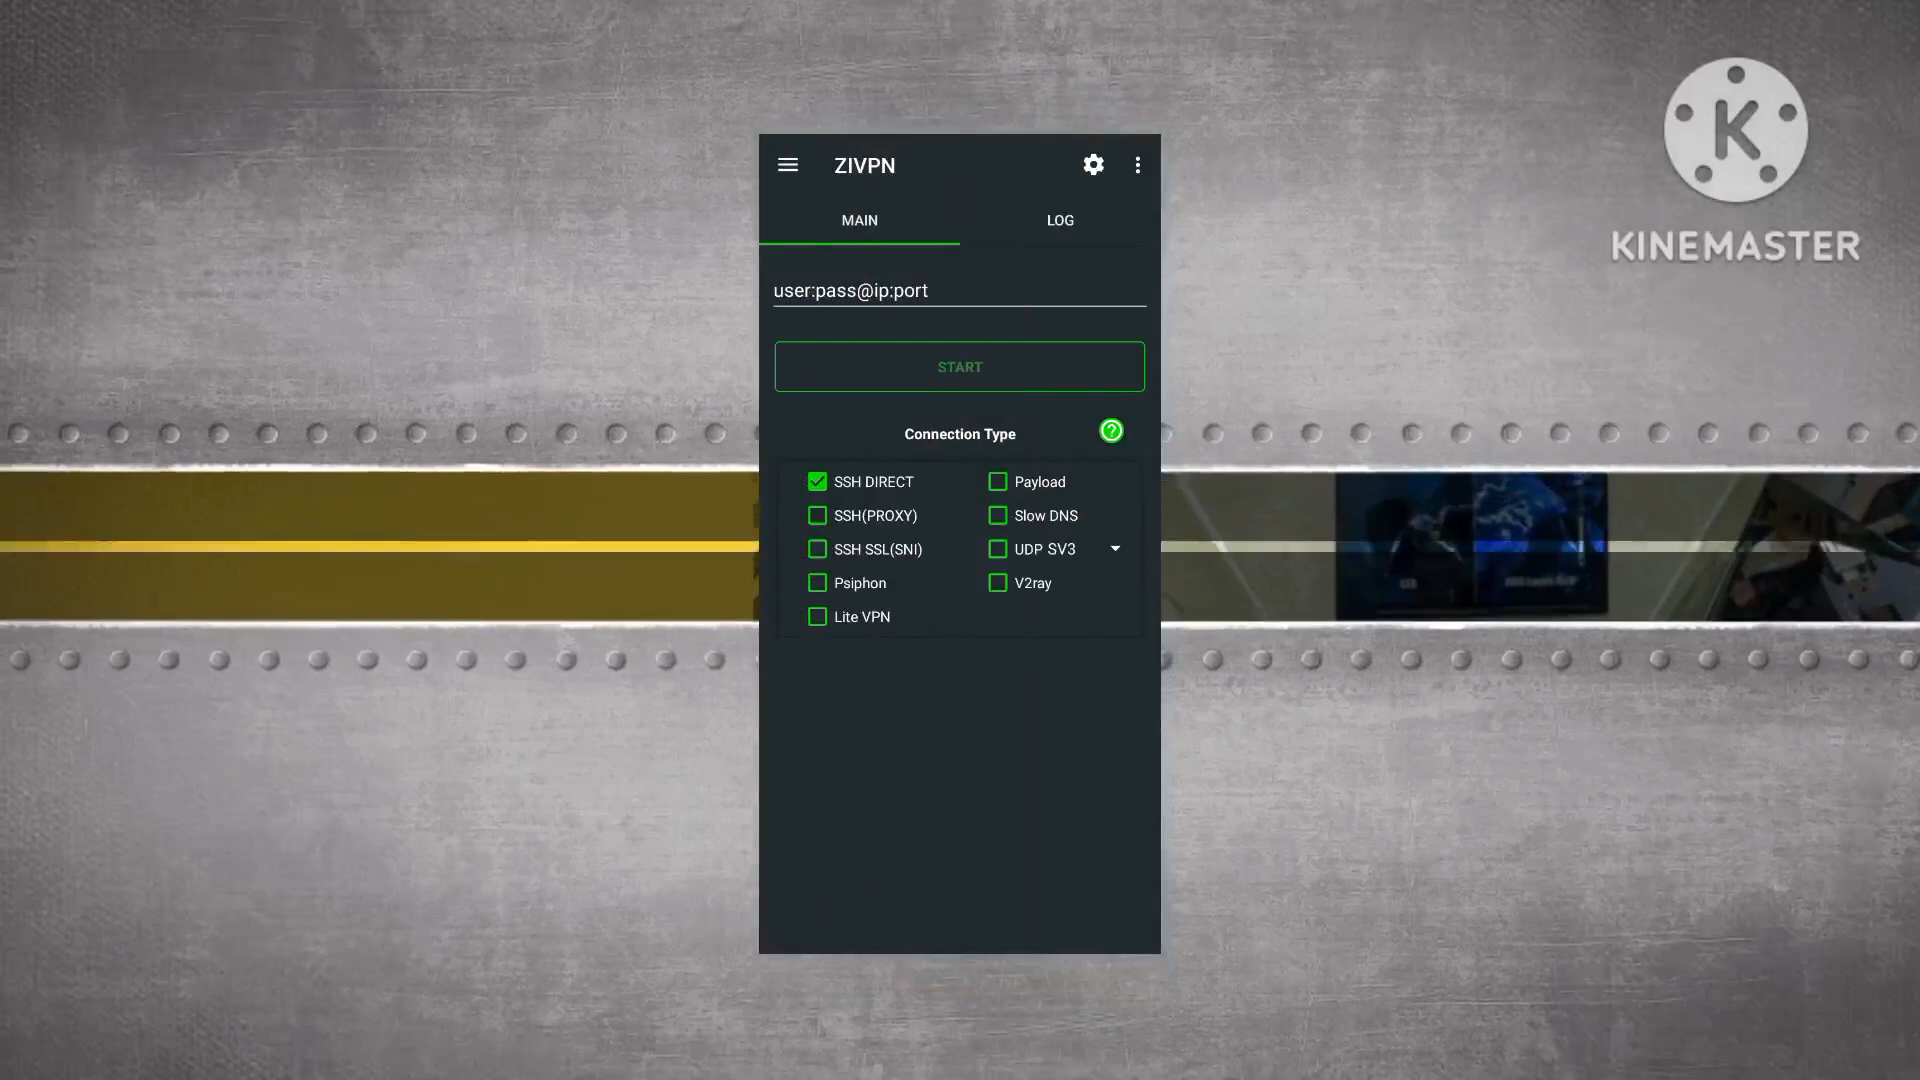 KINEMASTER
ZIVPN
MAIN
LOG
user:pass@ip:port
START
Connection Type
SSH DIRECT
Payload
SSH(PROXY)
Slow DNS
SSH SSL(SNI)
UDP SV3
Psiphon
V2ray
Lite VPN